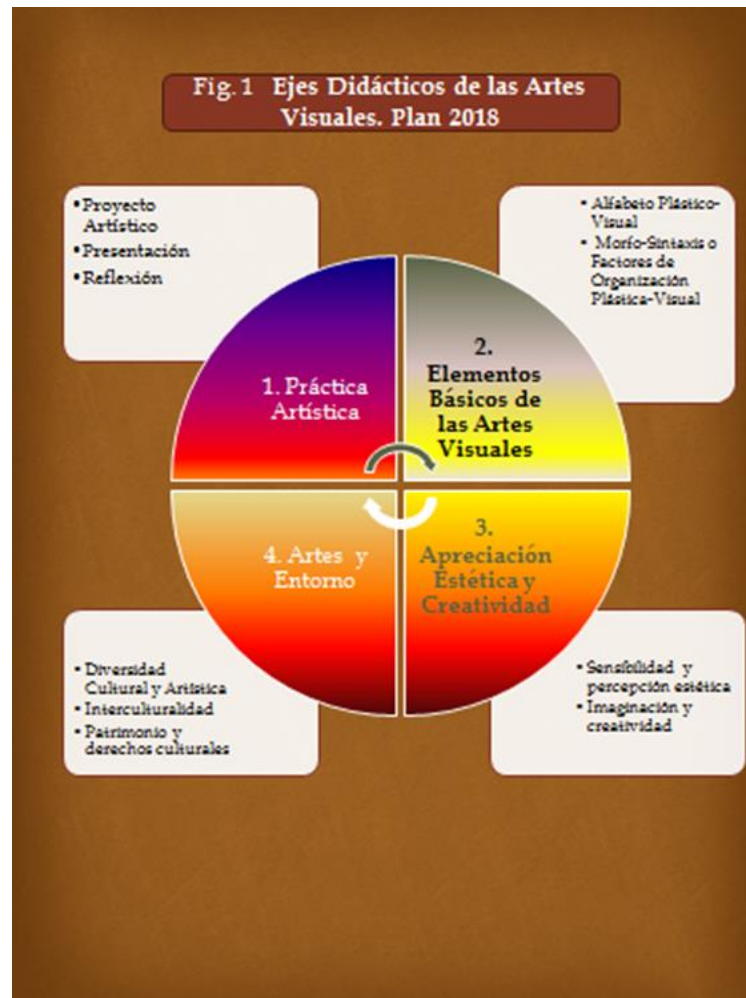 Fig. 1 Ejes Didácticos de las Artes
Visuales. Plan 2018
•Proyecto
Artístico
•Presentación
•Reflexión
• Alfabeto Plástico-
Visual
• Morfo-Sintaxis o
Factores de
Organización
Plástica-Visual
1. Práctica
Artística
2.
Elementos
Básicos de
las Artes
Visuales
4. Artes y
Entorno
3.
Apreciación
Estética y
Creatividad
• Diversidad
Cultural y Artística
• Interculturalidad
• Patrimonio y
derechos culturales
• Sensibilidad y
percepción estética
• Imaginación y
creatividad